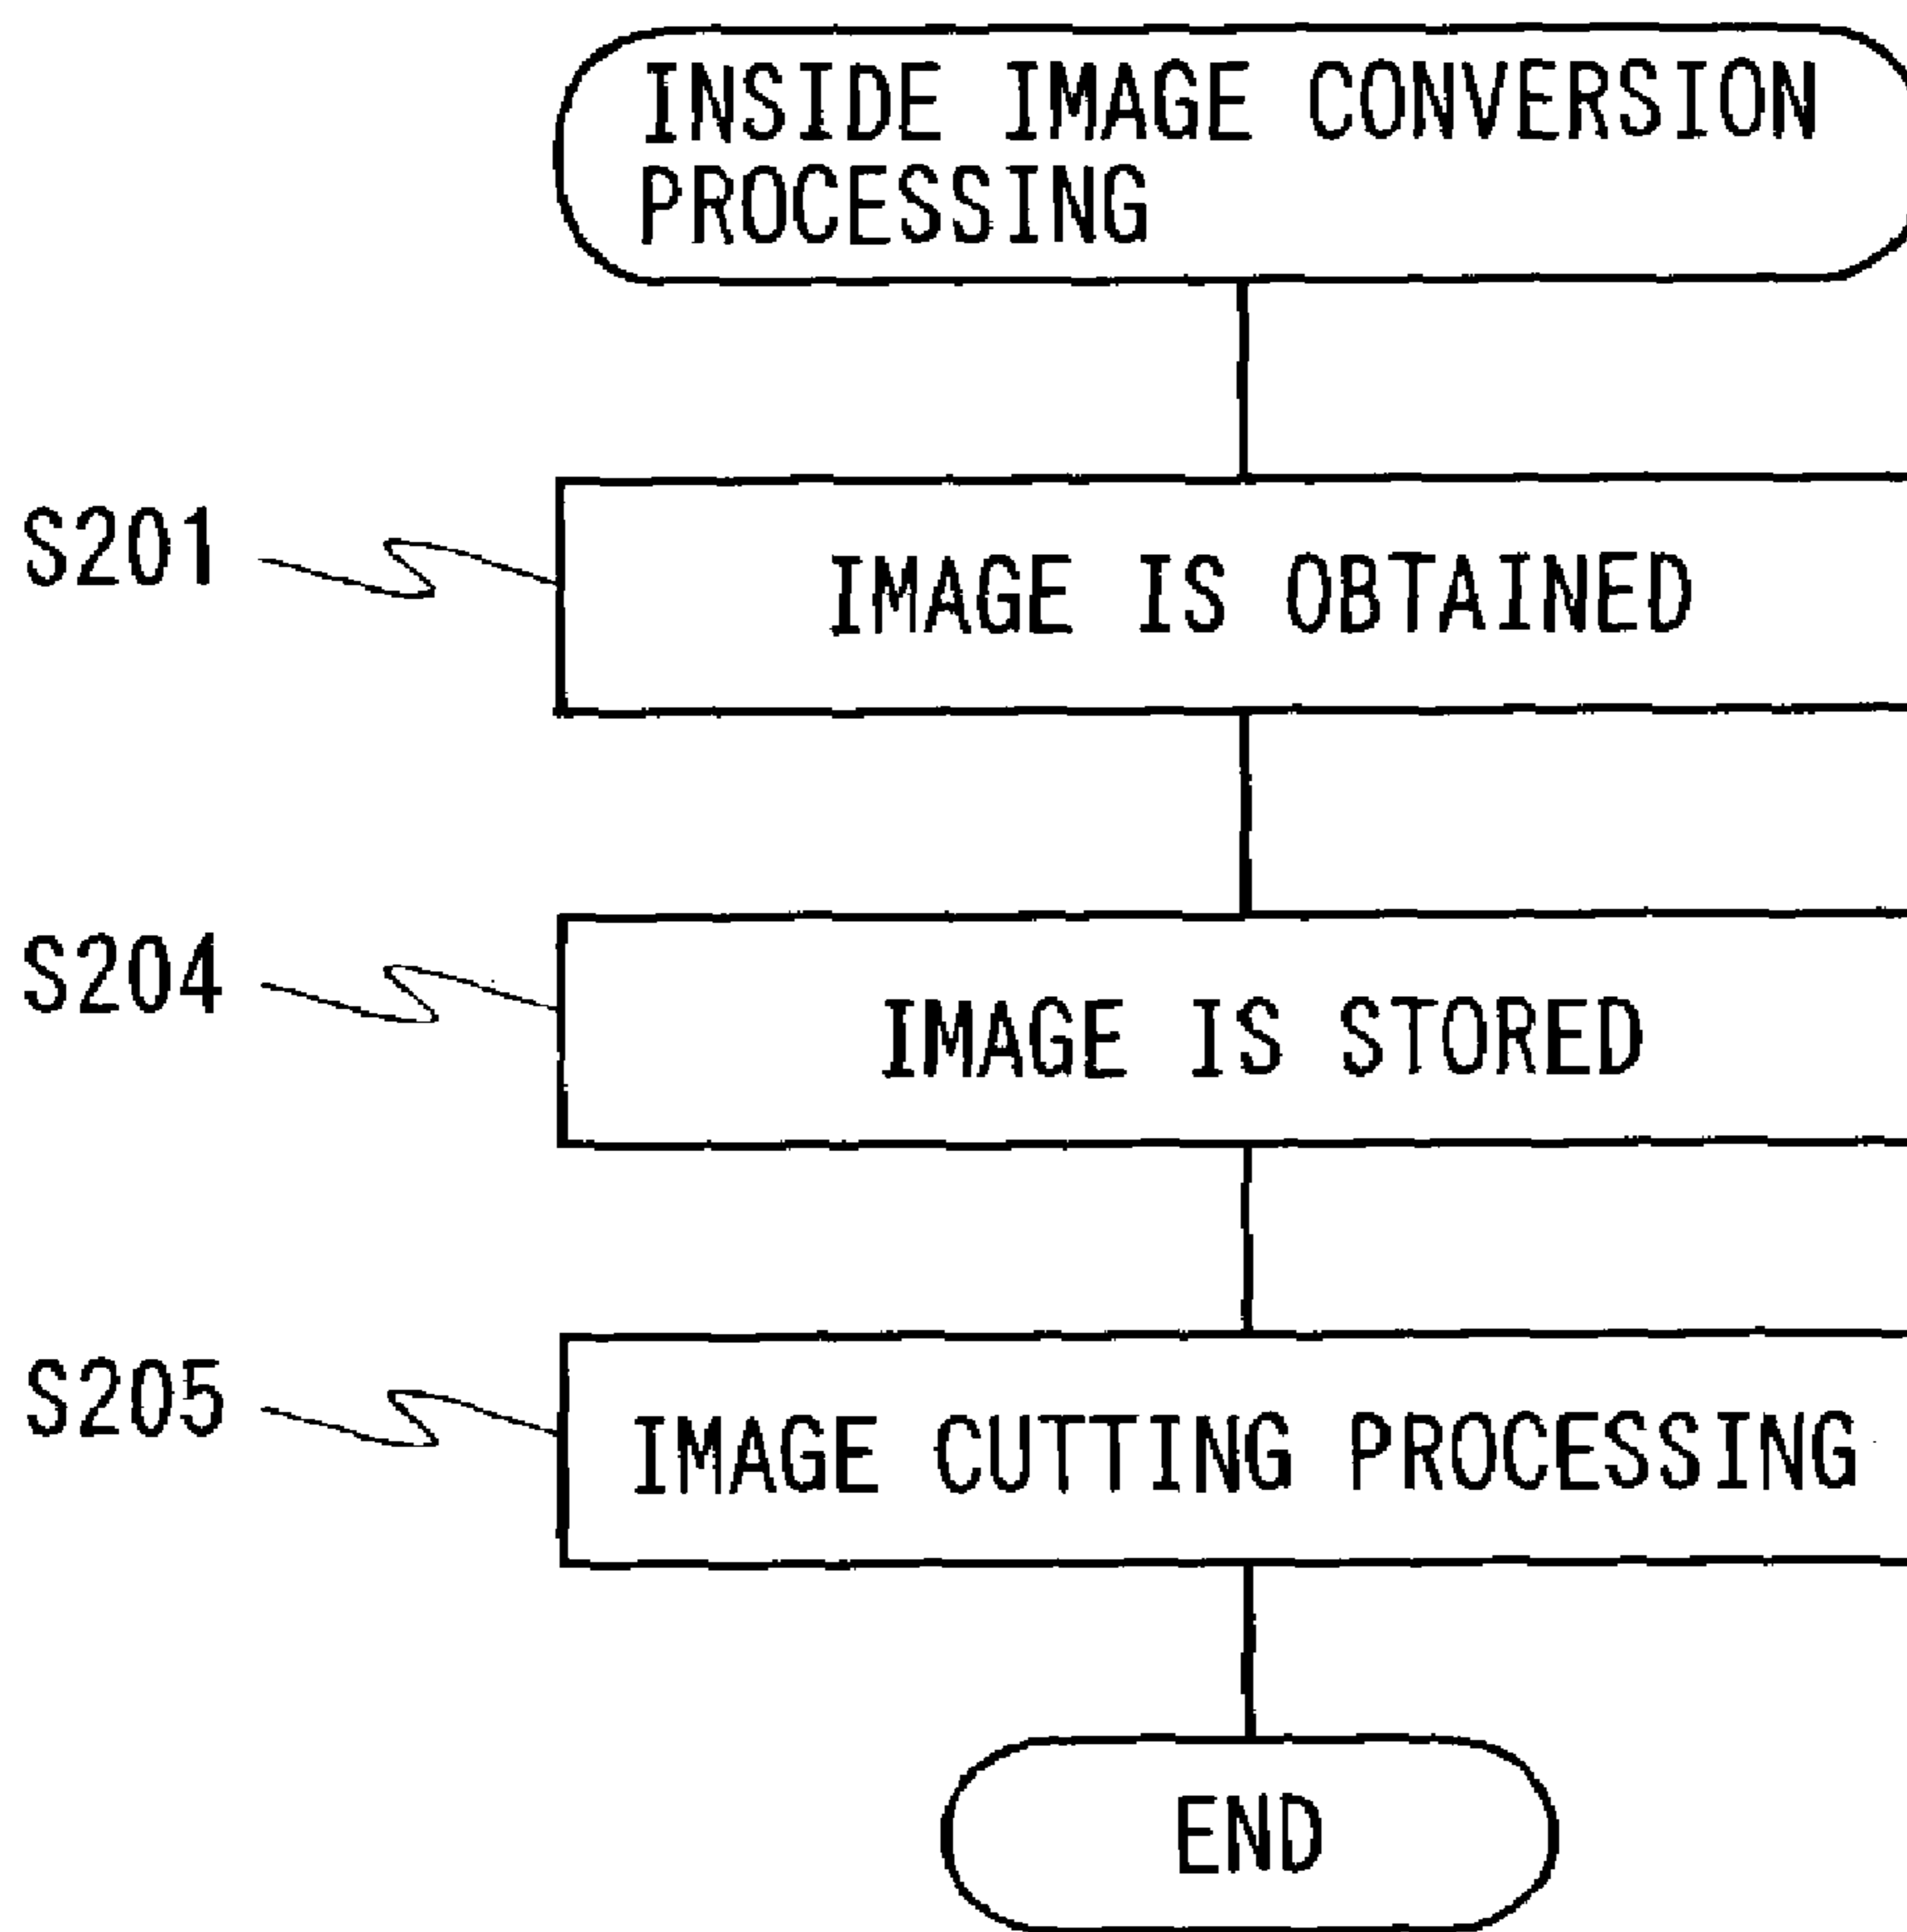 INSIDE IMAGE CONVERSION
PROCESSING
S201
IMAGE IS OBTAINED
S204
IMAGE IS STORED
S205
IMAGE CUTTING PROCESSING
END